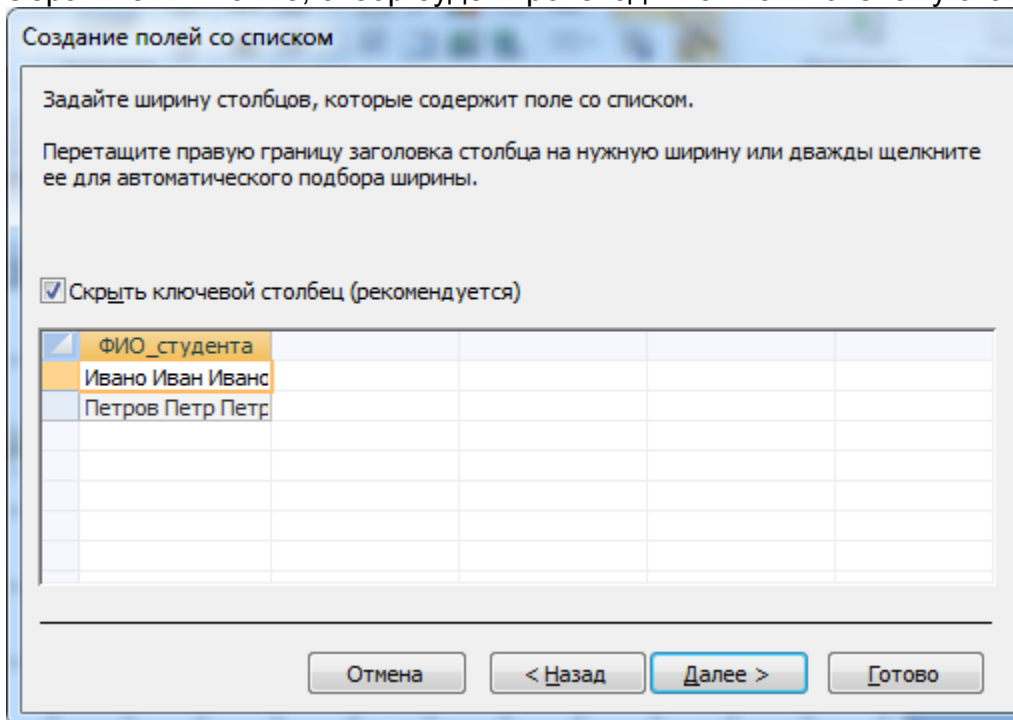 Создание полей со списком
Задайте ширину столбцов, которые содержит поле со списком.
Перетащите правую границу заголовка столбца на нужную ширину или дважды щелкните
ее для автоматического подбора ширины.
Скрыть ключевой столбец (рекомендуется)
ФИО_студента
Ивано Иван Иванс
Петров Петр Петр
Отмена
< Назад
Далее >
Готово